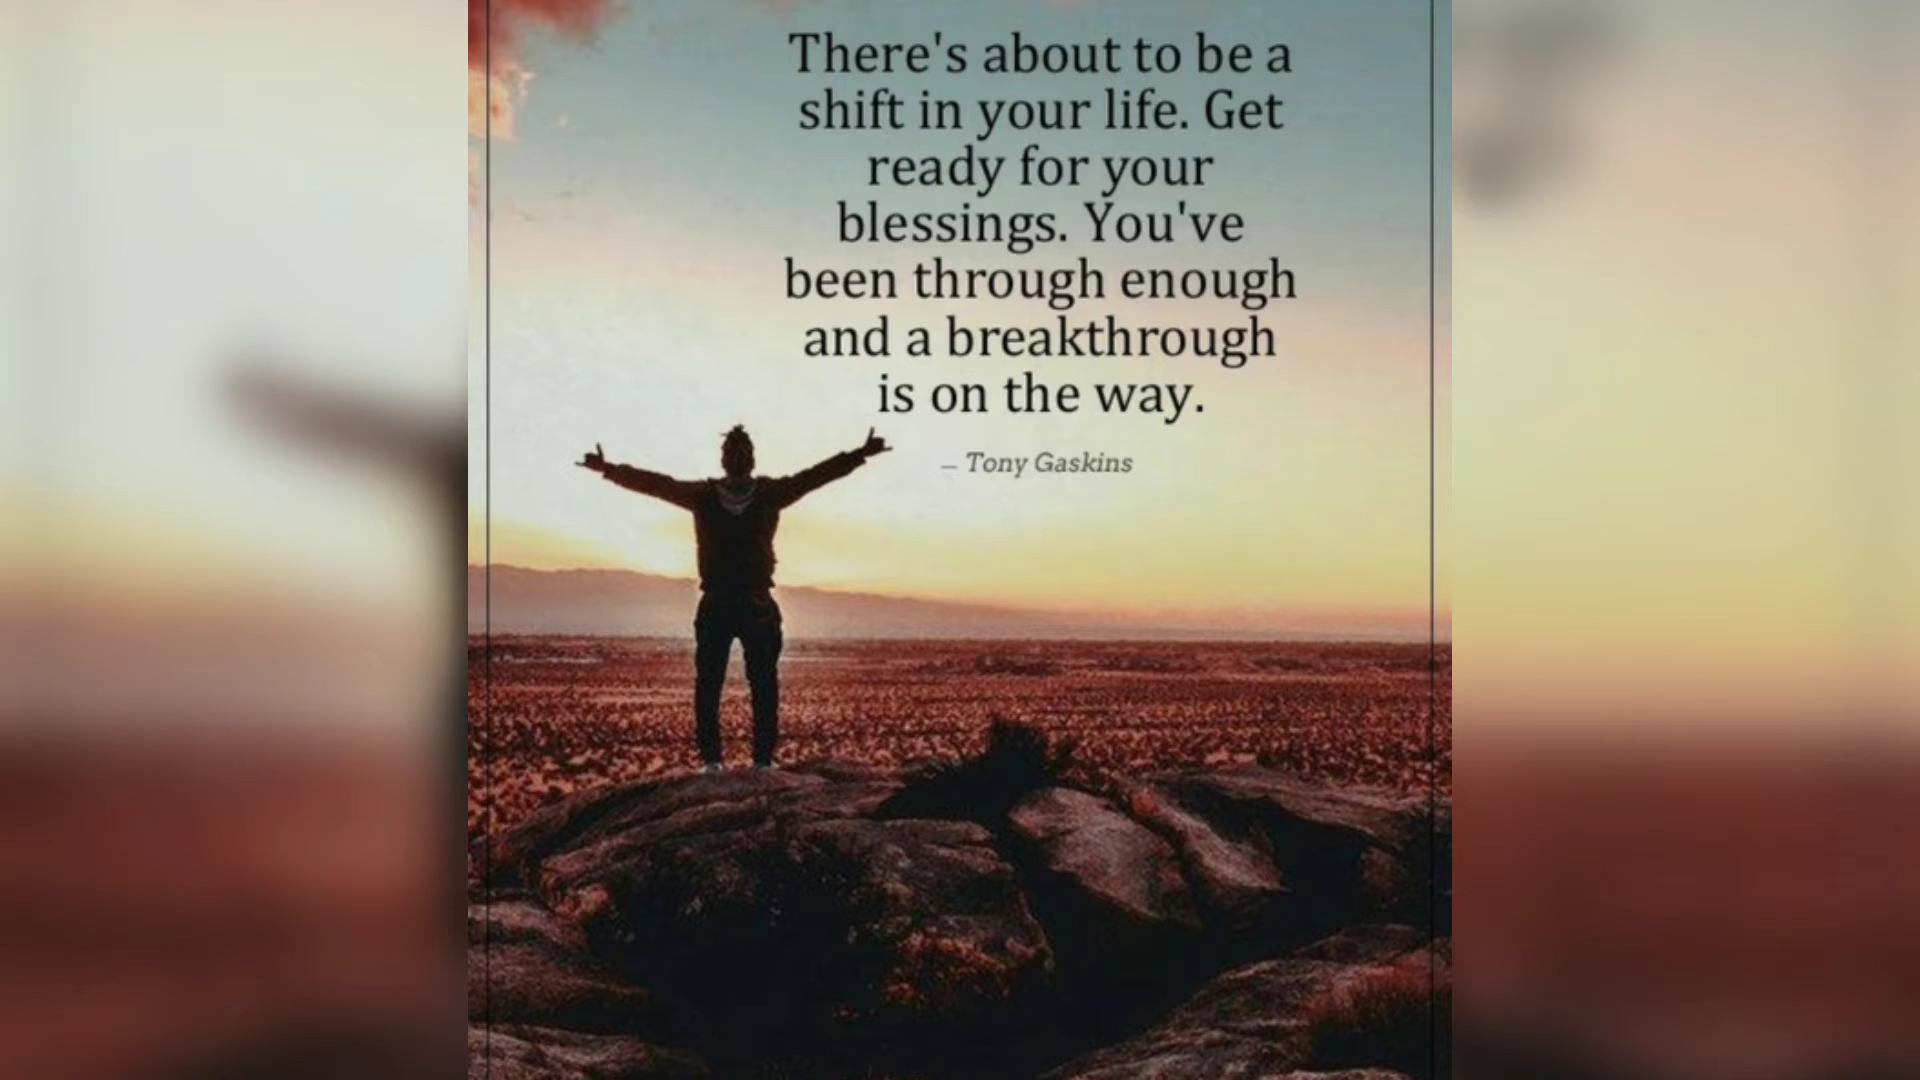 There's about to be a
shift in your life. Get
ready for your
blessings. You've
been through enough
and a breakthrough
is on the way.
— Tony Gaskins